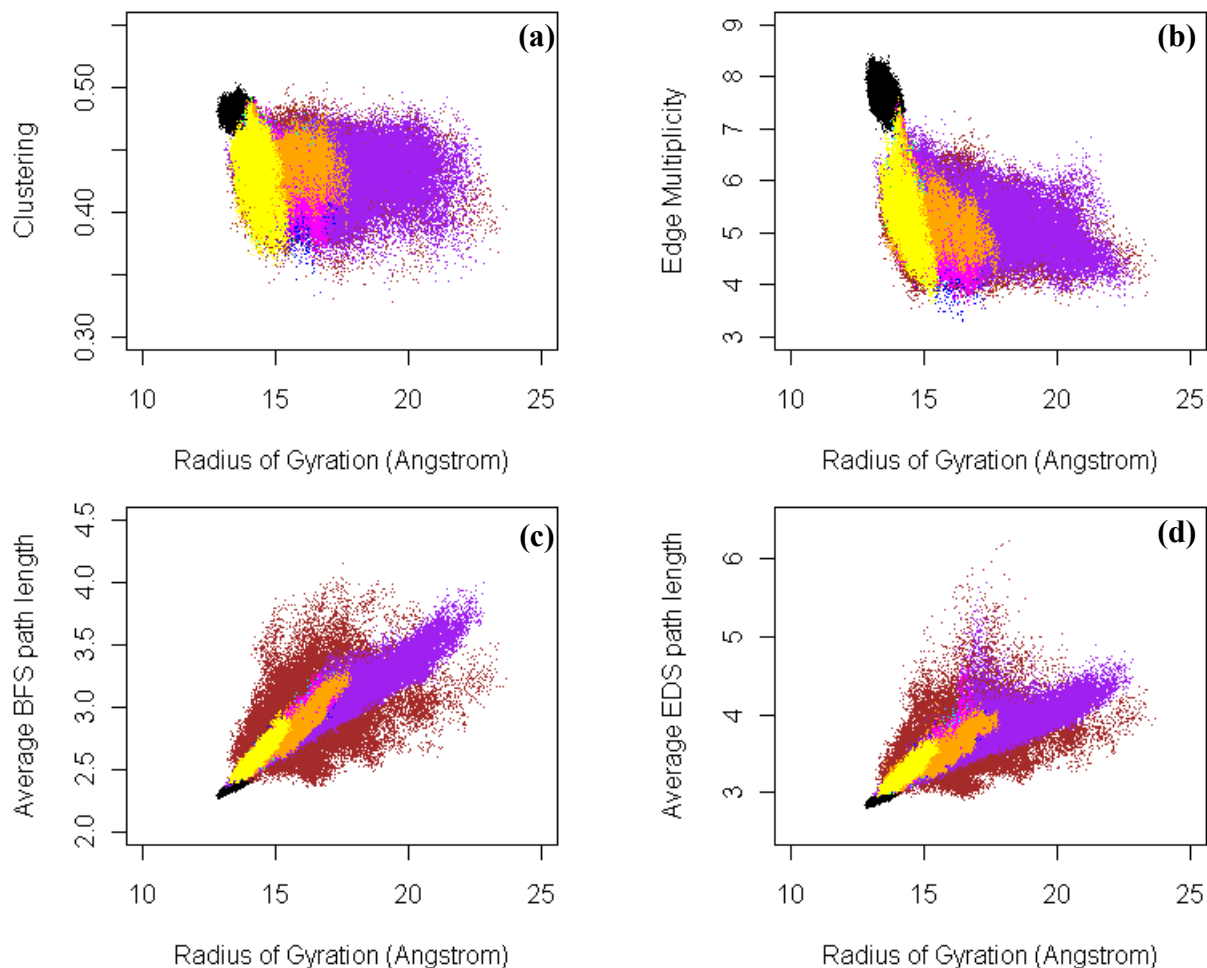 (a)
Clustering
0.50
0.40
0.30
10 15 20 25
Radius of Gyration (Angstrom)
(b)
Edge Multiplicity
9
8
7
6
5
4
3
10 15 20 25
Radius of Gyration (Angstrom)
(c)
Average BFS path length
4.5
4.0
3.5
3.0
2.5
2.0
10 15 20 25
Radius of Gyration (Angstrom)
(d)
Average EDS path length
6
5
4
3
10 15 20 25
Radius of Gyration (Angstrom)